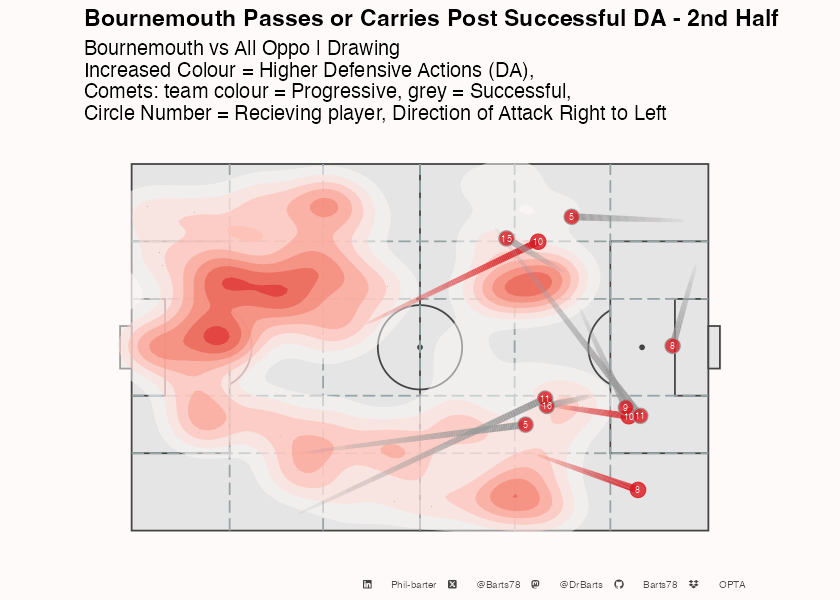 Bournemouth Passes or Carries Post Successful DA - 2nd Half
Bournemouth vs All Oppo | Drawing
Increased Colour = Higher Defensive Actions (DA),
Comets: team colour = Progressive, grey = Successful,
Circle Number = Recieving player, Direction of Attack Right to Left
5
15
10
8
11
16
9
10
11
5
8
Phil-barter @Barts78 @DrBarts Barts78 OPTA